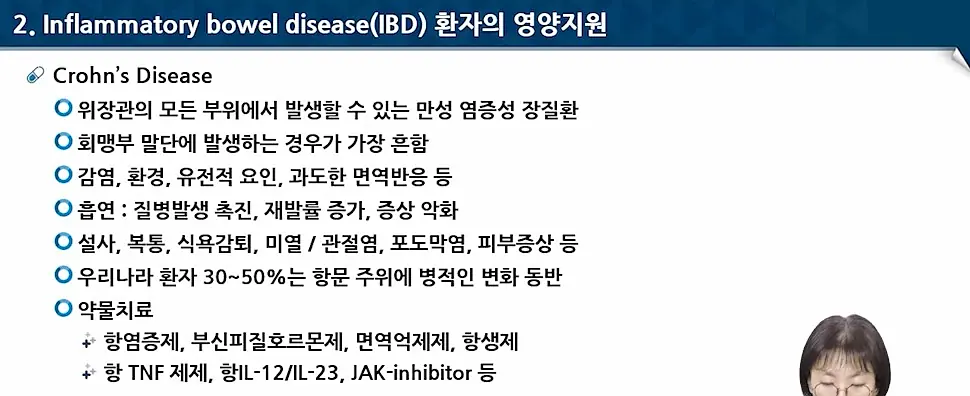 2. Inflammatory bowel disease(IBD) 환자의 영양지원
Crohn's Disease
위장관의 모든 부위에서 발생할 수 있는 만성 염증성 장질환
회맹부 말단에 발생하는 경우가 가장 흔함
감염, 환경, 유전적 요인, 과도한 면역반응 등
흡연 : 질병발생 촉진, 재발률 증가, 증상 악화
설사, 복통, 식욕감퇴, 미열 / 관절염, 포도막염, 피부증상 등
우리나라 환자 30~50%는 항문 주위에 병적인 변화 동반
약물치료
항염증제, 부신피질호르몬제, 면역억제제, 항생제
항 TNF 제제, 항IL-12/IL-23, JAK-inhibitor 등